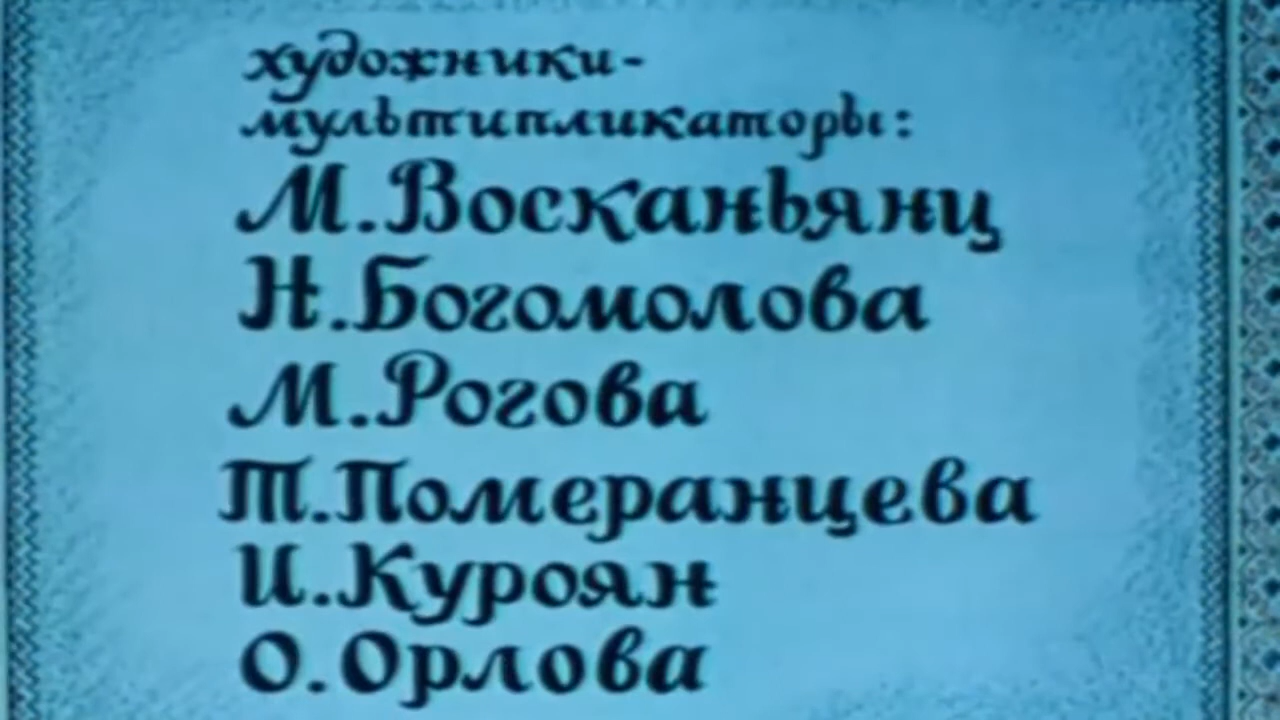 художники-
мультипликаторы:
М.Восканьянц
Н.Богомолова
М.Рогова
Т.Померанцева
И.Куроян
О.Орлова